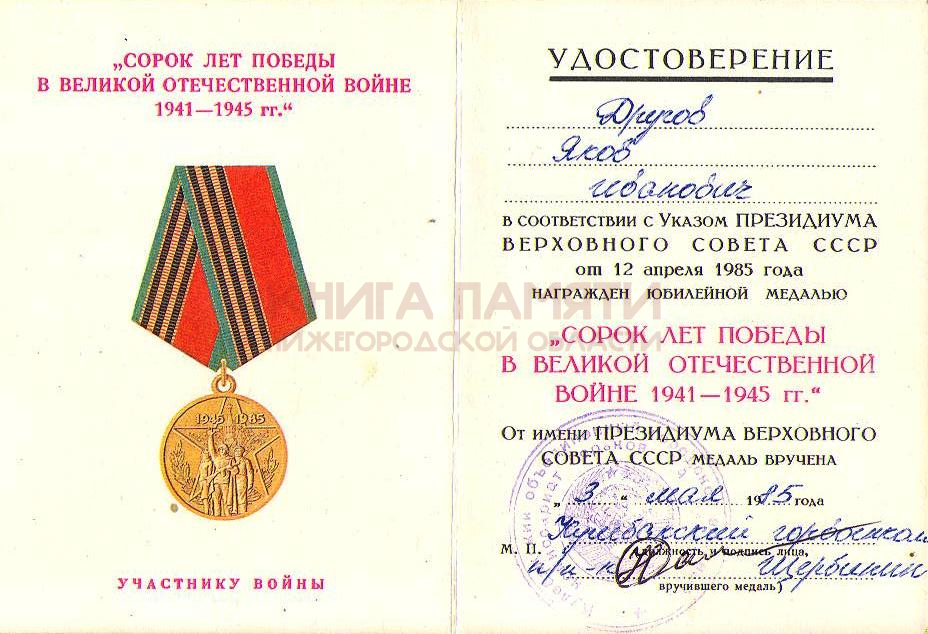 „СОРОК ЛЕТ ПОБЕДЫ
В ВЕЛИКОЙ ОТЕЧЕСТВЕННОЙ ВОЙНЕ
1941—1945 гг.“
1945 1985
УЧАСТНИКУ ВОЙНЫ
КНИГА ПАМЯТИ
НИЖЕГОРОДСКОЙ ОБЛАСТИ
УДОСТОВЕРЕНИЕ
Другов
Яков
Иванович
В СООТВЕТСТВИИ С УКАЗОМ ПРЕЗИДИУМА
ВЕРХОВНОГО СОВЕТА СССР
от 12 апреля 1985 года
НАГРАЖДЕН ЮБИЛЕЙНОЙ МЕДАЛЬЮ
„СОРОК ЛЕТ ПОБЕДЫ
В ВЕЛИКОЙ ОТЕЧЕСТВЕННОЙ
ВОЙНЕ 1941—1945 гг.“
ОТ ИМЕНИ ПРЕЗИДИУМА ВЕРХОВНОГО
СОВЕТА СССР МЕДАЛЬ ВРУЧЕНА
„3“ мая 1985 года
Кулебакский горвоенком
М. П. (должность и подпись лица,
п/п-к Щербинин
вручившего медаль)